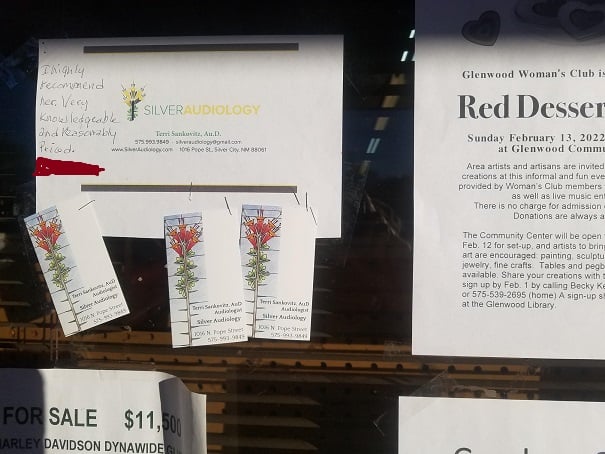 I highly
recommend
her. Very
Knowledgeable
and Reasonably
Priced.
SILVERAUDIOLOGY
Terri Sankovitz, Au.D.
575.993.9849 · silveraudiology@gmail.com
www.SilverAudiology.com · 1016 Pope St., Silver City, NM 88061
Terri Sankovitz, AuD
Audiologist
Silver Audiology
1016 N. Pope Street
575-993-9849
Terri Sankovitz, AuD
Audiologist
Silver Audiology
1016 N. Pope Street
575-993-9849
Terri Sankovitz, AuD
Audiologist
Silver Audiology
1016 N. Pope Street
575-993-9849
Glenwood Woman's Club is
Red Desser
Sunday February 13, 2022
at Glenwood Commu
Area artists and artisans are invited
creations at this informal and fun eve
provided by Woman's Club members
as well as live music ent
There is no charge for admission
Donations are always a
The Community Center will be open
Feb. 12 for set-up, and artists to brin
art are encouraged: painting, sculptu
jewelry, fine crafts. Tables and pegb
available. Share your creations with t
sign up by Feb. 1 by calling Becky Ke
or 575-539-2695 (home) A sign-up sh
at the Glenwood Library.
FOR SALE $11,500
HARLEY DAVIDSON DYNAWIDE